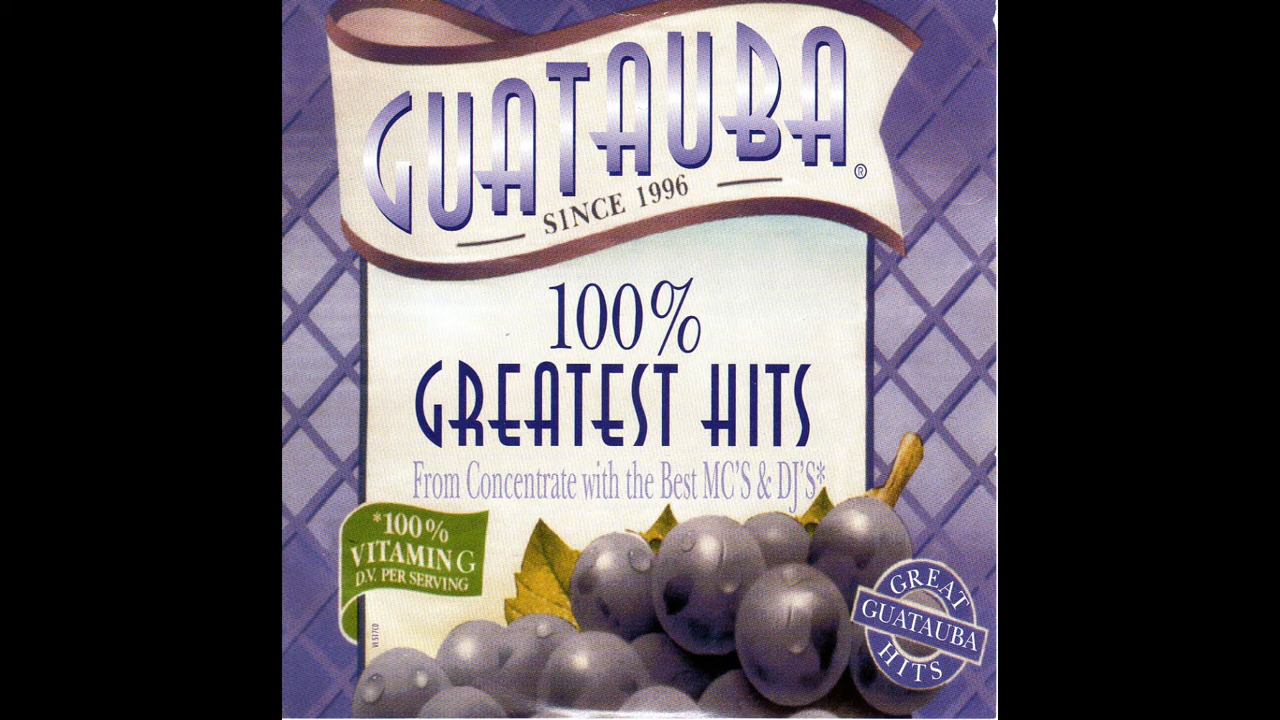 GUATAUBA
®
SINCE 1996
100%
GREATEST HITS
From Concentrate with the Best MC'S & DJ'S*
*100%
VITAMIN G
D.V. PER SERVING
GREAT
GUATAUBA
HITS